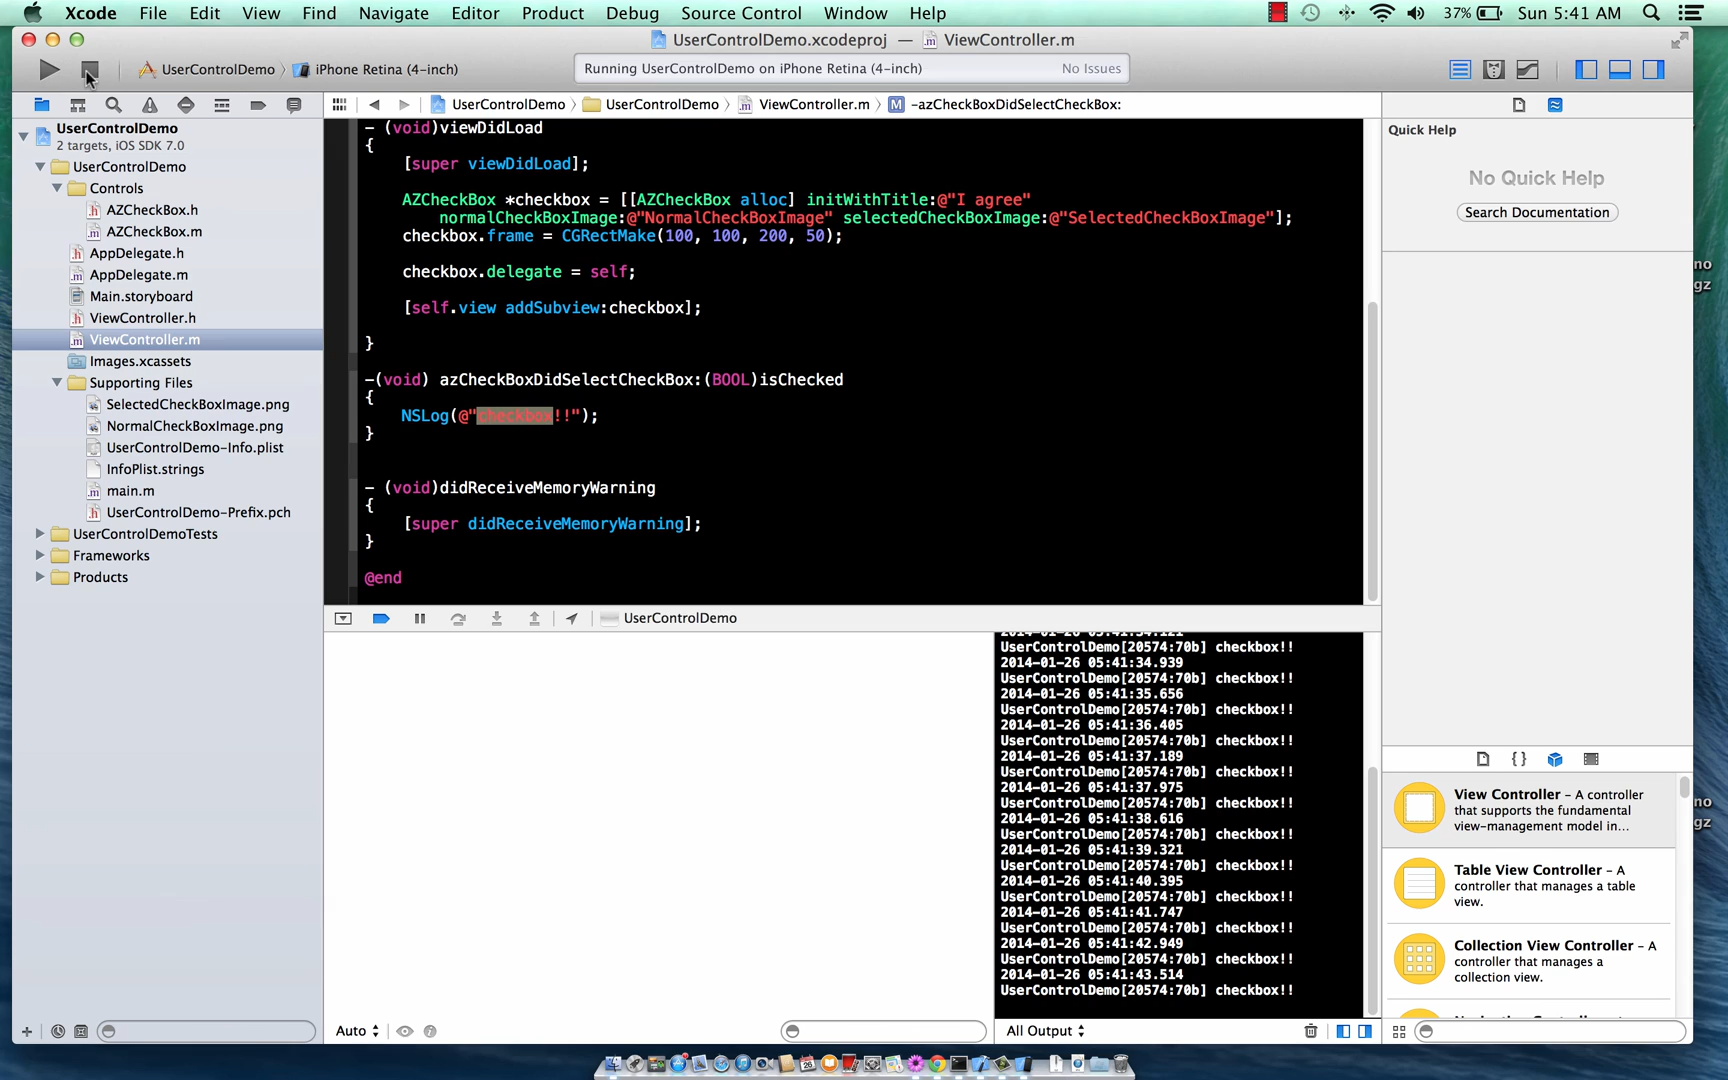 Xcode File Edit View Find Navigate Editor Product Debug Source Control Window Help 37% Sun 5:41 AM
UserControlDemo.xcodeproj — ViewController.m
UserControlDemo iPhone Retina (4-inch) Running UserControlDemo on iPhone Retina (4-inch) No Issues
UserControlDemo UserControlDemo ViewController.m M -azCheckBoxDidSelectCheckBox:
UserControlDemo
2 targets, iOS SDK 7.0
UserControlDemo
Controls
AZCheckBox.h
AZCheckBox.m
AppDelegate.h
AppDelegate.m
Main.storyboard
ViewController.h
ViewController.m
Images.xcassets
Supporting Files
SelectedCheckBoxImage.png
NormalCheckBoxImage.png
UserControlDemo-Info.plist
InfoPlist.strings
main.m
UserControlDemo-Prefix.pch
UserControlDemoTests
Frameworks
Products
- (void)viewDidLoad
{
[super viewDidLoad];
AZCheckBox *checkbox = [[AZCheckBox alloc] initWithTitle:@"I agree"
normalCheckBoxImage:@"NormalCheckBoxImage" selectedCheckBoxImage:@"SelectedCheckBoxImage"];
checkbox.frame = CGRectMake(100, 100, 200, 50);
checkbox.delegate = self;
[self.view addSubview:checkbox];
}
-(void) azCheckBoxDidSelectCheckBox:(BOOL)isChecked
{
NSLog(@"checkbox!!");
}
- (void)didReceiveMemoryWarning
{
[super didReceiveMemoryWarning];
}
@end
UserControlDemo
2014-01-26 05:41:34.121
UserControlDemo[20574:70b] checkbox!!
2014-01-26 05:41:34.939
UserControlDemo[20574:70b] checkbox!!
2014-01-26 05:41:35.656
UserControlDemo[20574:70b] checkbox!!
2014-01-26 05:41:36.405
UserControlDemo[20574:70b] checkbox!!
2014-01-26 05:41:37.189
UserControlDemo[20574:70b] checkbox!!
2014-01-26 05:41:37.975
UserControlDemo[20574:70b] checkbox!!
2014-01-26 05:41:38.616
UserControlDemo[20574:70b] checkbox!!
2014-01-26 05:41:39.321
UserControlDemo[20574:70b] checkbox!!
2014-01-26 05:41:40.395
UserControlDemo[20574:70b] checkbox!!
2014-01-26 05:41:41.747
UserControlDemo[20574:70b] checkbox!!
2014-01-26 05:41:42.949
UserControlDemo[20574:70b] checkbox!!
2014-01-26 05:41:43.514
UserControlDemo[20574:70b] checkbox!!
Auto
All Output
Quick Help
No Quick Help
Search Documentation
{ }
View Controller – A controller
that supports the fundamental
view-management model in...
Table View Controller – A
controller that manages a table
view.
Collection View Controller – A
controller that manages a
collection view.
no
gz
no
gz